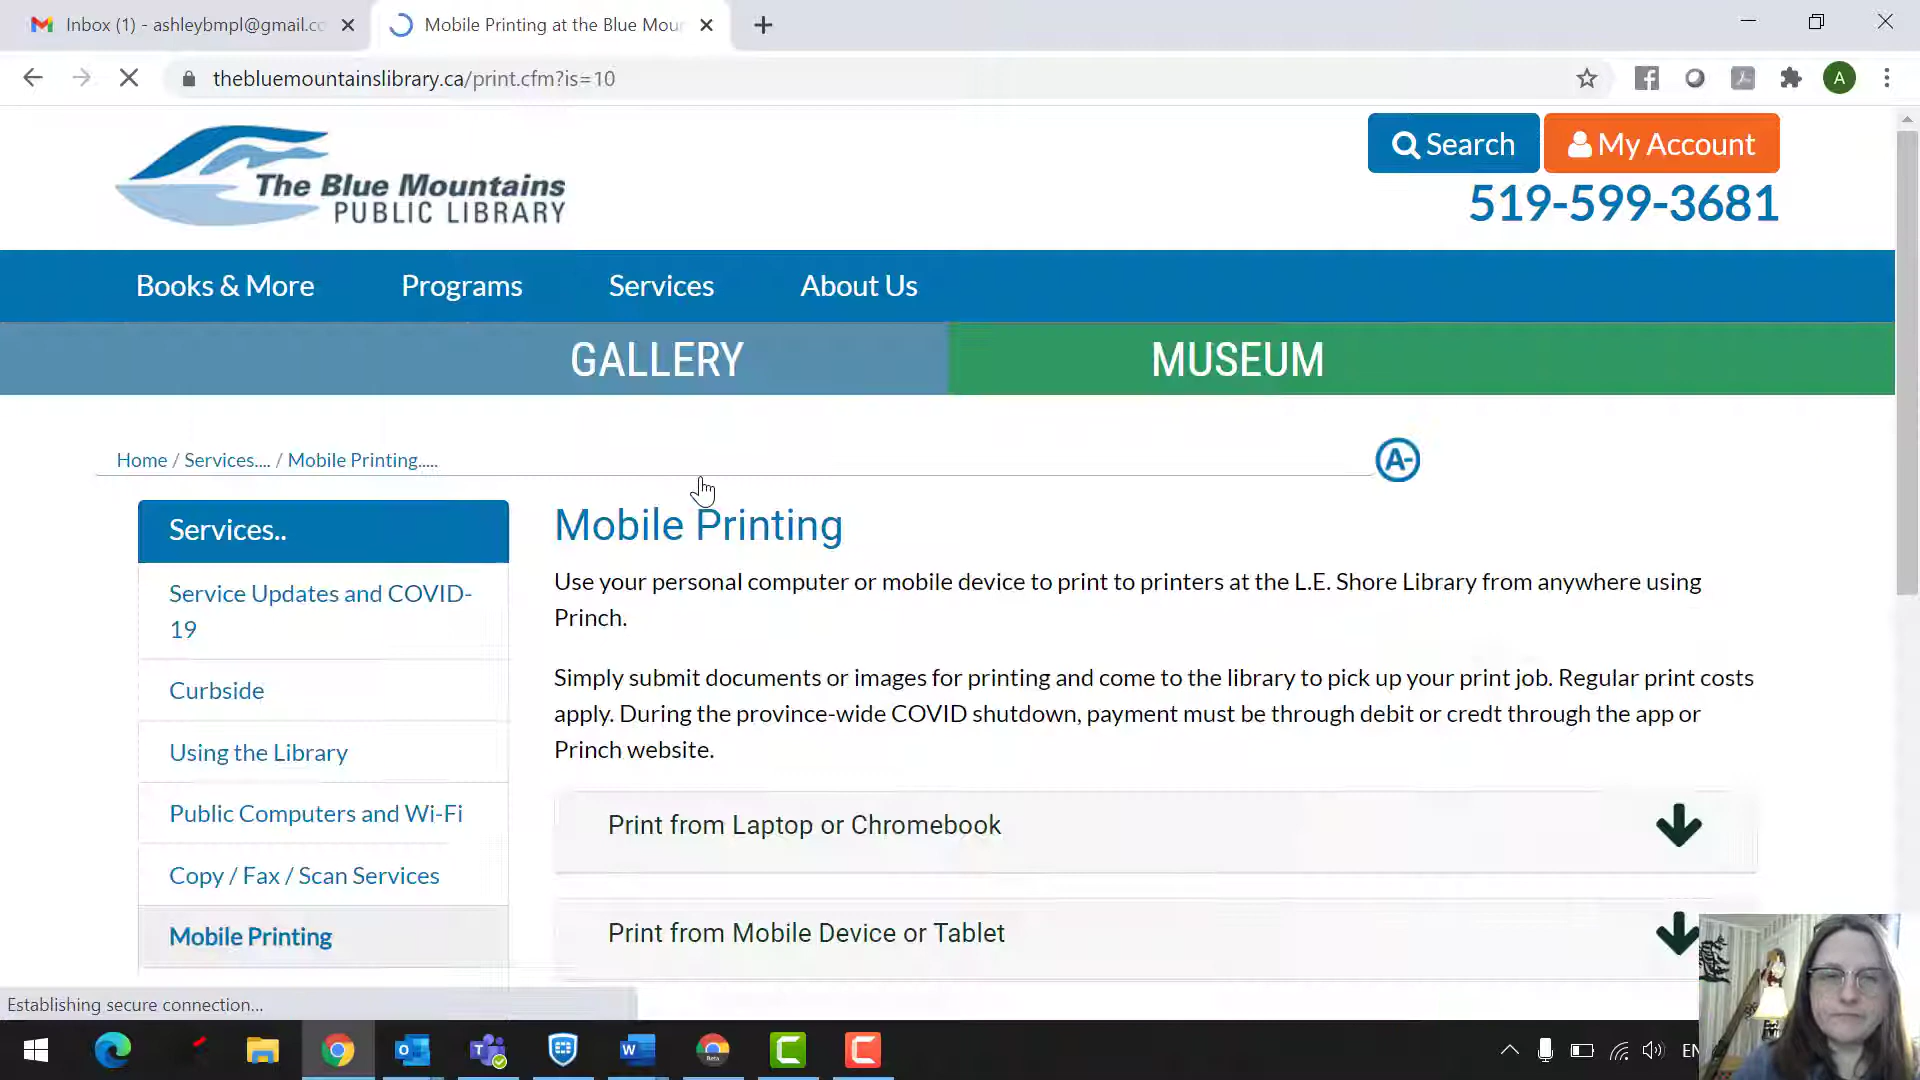 Inbox (1) - ashleybmpl@gmail.co
Mobile Printing at the Blue Mour
thebluemountainslibrary.ca/print.cfm?is=10
A
The Blue Mountains
PUBLIC LIBRARY
Search
My Account
519-599-3681
Books & More
Programs
Services
About Us
GALLERY
MUSEUM
Home / Services.... / Mobile Printing.....
A-
Services..
Service Updates and COVID-
19
Curbside
Using the Library
Public Computers and Wi-Fi
Copy / Fax / Scan Services
Mobile Printing
Mobile Printing
Use your personal computer or mobile device to print to printers at the L.E. Shore Library from anywhere using
Princh.
Simply submit documents or images for printing and come to the library to pick up your print job. Regular print costs
apply. During the province-wide COVID shutdown, payment must be through debit or credt through the app or
Princh website.
Print from Laptop or Chromebook
Print from Mobile Device or Tablet
Establishing secure connection...
Beta
EN